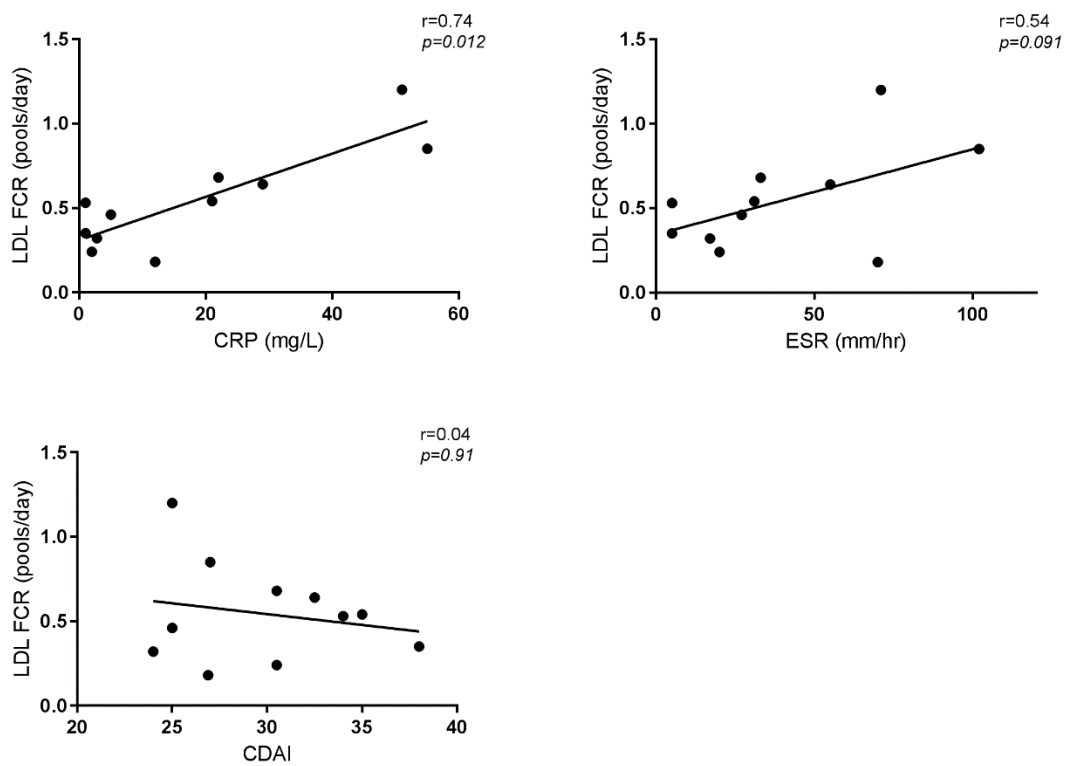 r=0.74
p=0.012
LDL FCR (pools/day)
1.5
1.0
0.5
0.0
0 20 40 60
CRP (mg/L)
r=0.54
p=0.091
LDL FCR (pools/day)
1.5
1.0
0.5
0.0
0 50 100
ESR (mm/hr)
r=0.04
p=0.91
LDL FCR (pools/day)
1.5
1.0
0.5
0.0
20 25 30 35 40
CDAI